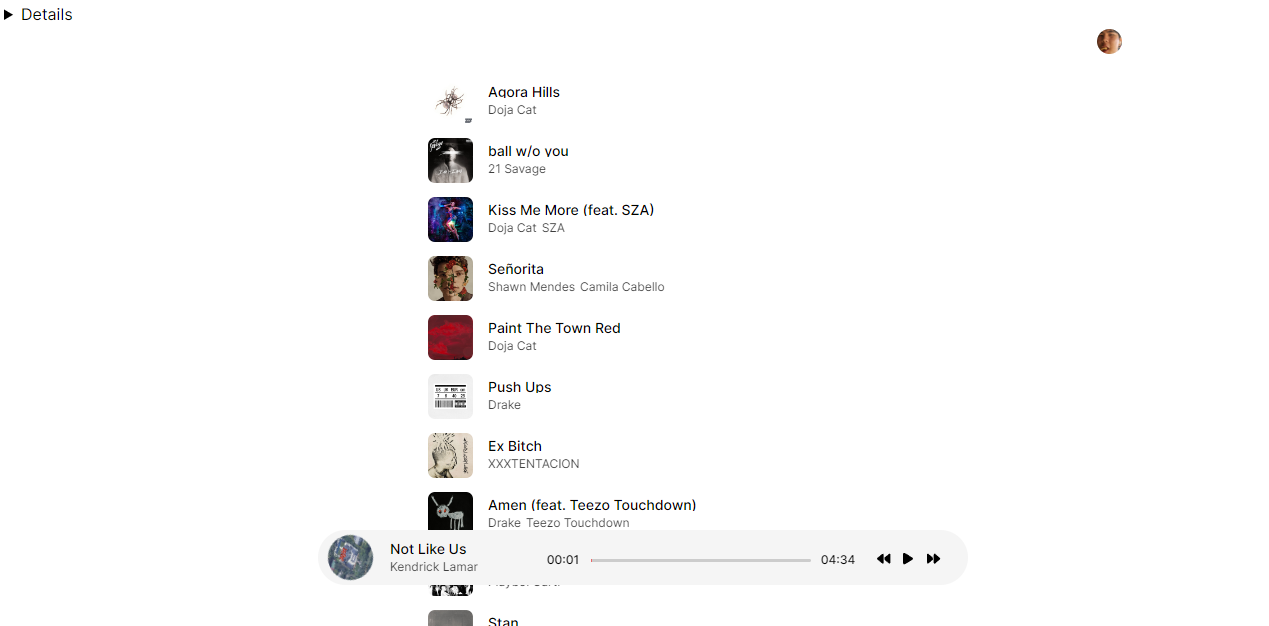 Details
Agora Hills
Doja Cat
ball w/o you
21 Savage
Kiss Me More (feat. SZA)
Doja Cat SZA
Señorita
Shawn Mendes Camila Cabello
Paint The Town Red
Doja Cat
Push Ups
Drake
Ex Bitch
XXXTENTACION
Amen (feat. Teezo Touchdown)
Drake Teezo Touchdown
Not Like Us
Kendrick Lamar
00:01
04:34
Stan